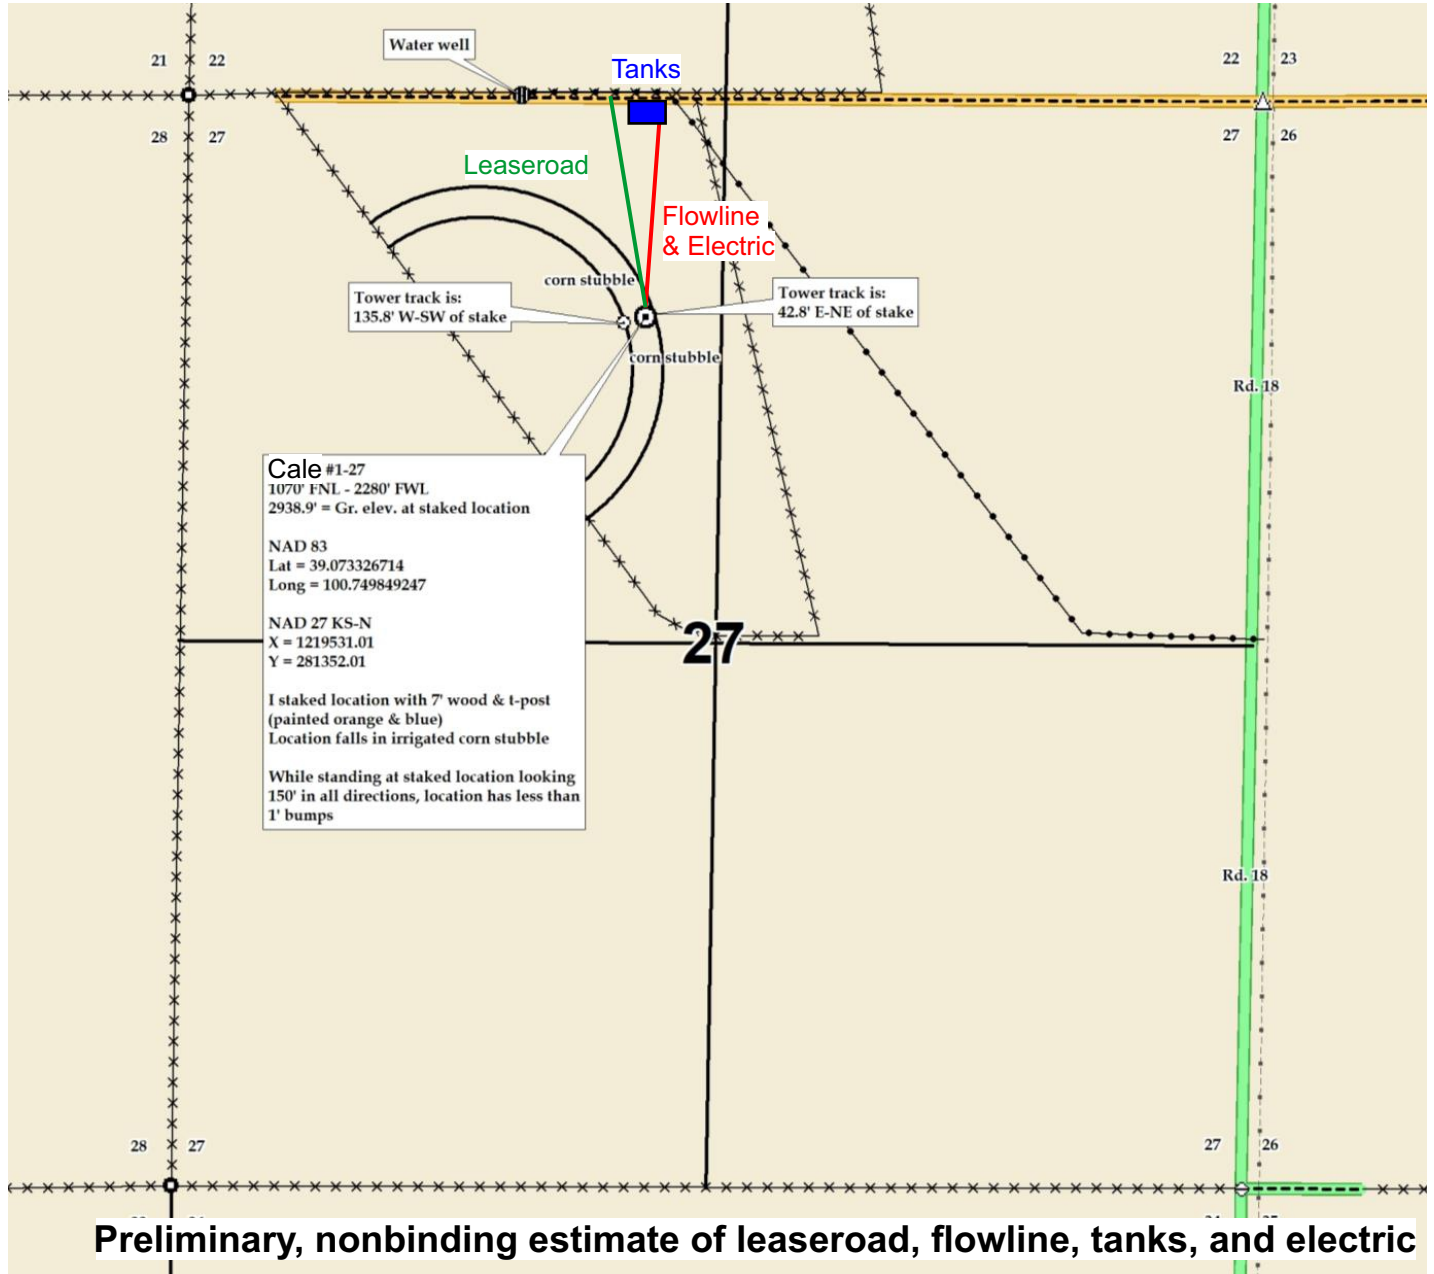 21 22
22 23
Water well
Tanks
28 27
27 26
Leaseroad
Flowline
& Electric
corn stubble
Tower track is:
135.8' W-SW of stake
Tower track is:
42.8' E-NE of stake
corn stubble
Rd. 18
Cale #1-27
1070' FNL - 2280' FWL
2938.9' = Gr. elev. at staked location
NAD 83
Lat = 39.073326714
Long = 100.749849247
NAD 27 KS-N
X = 1219531.01
Y = 281352.01
I staked location with 7' wood & t-post
(painted orange & blue)
Location falls in irrigated corn stubble
While standing at staked location looking
150' in all directions, location has less than
1' bumps
27
Rd. 18
28 27
27 26
Preliminary, nonbinding estimate of leaseroad, flowline, tanks, and electric